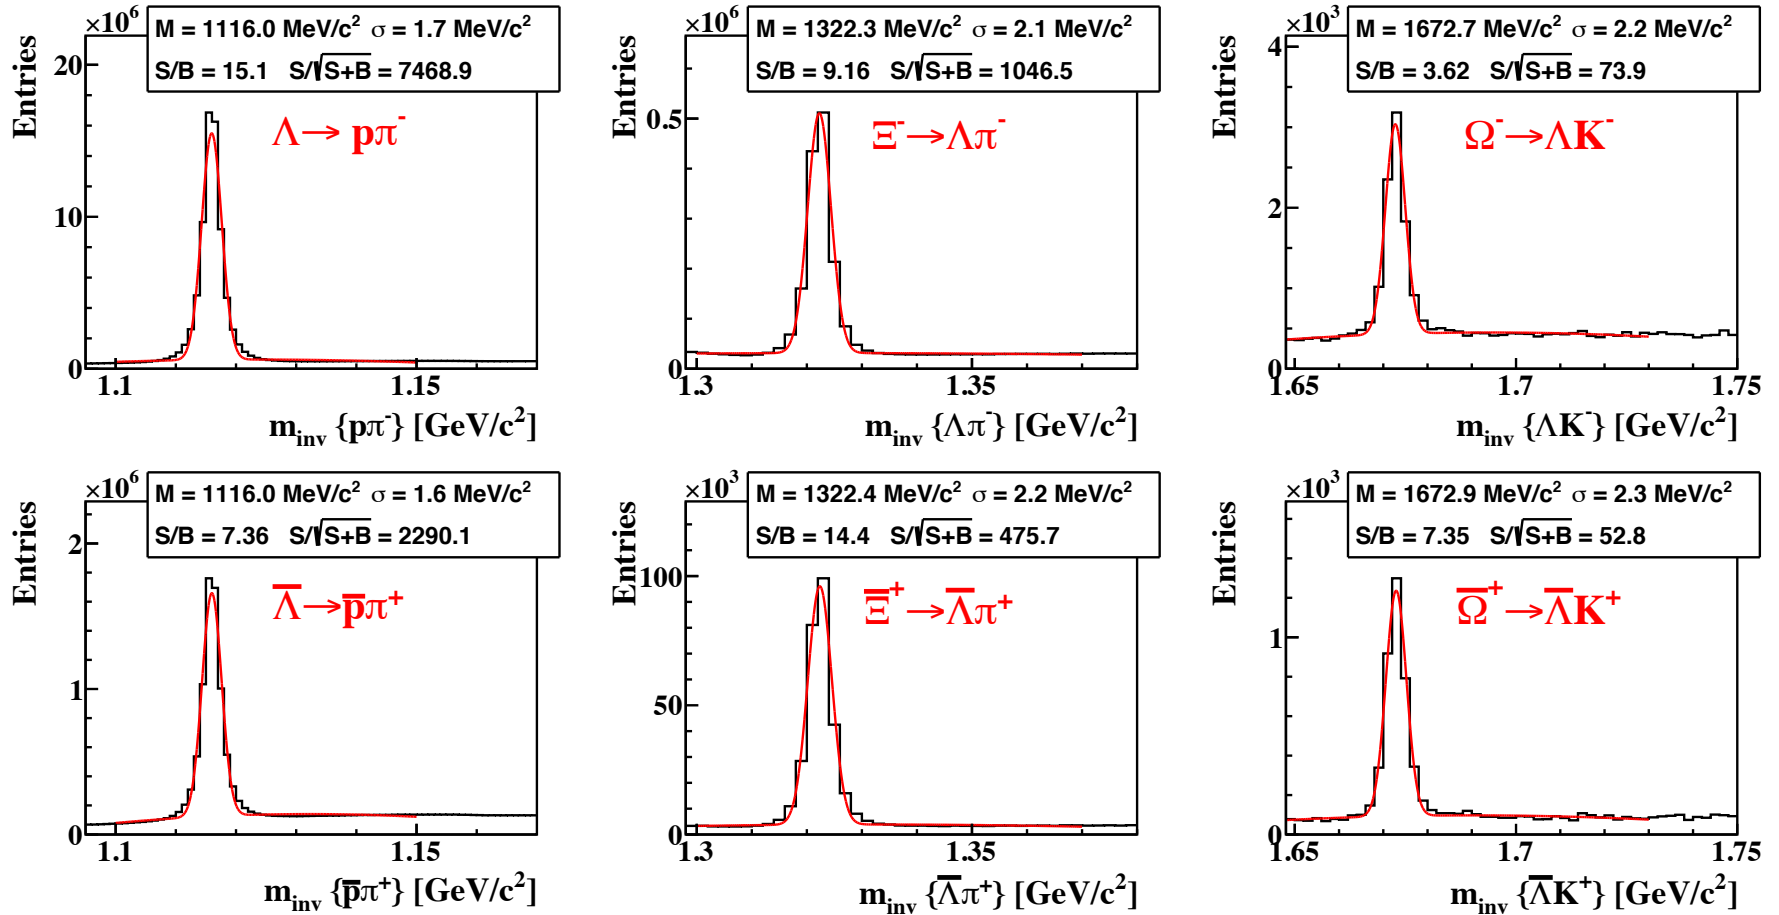 ×10⁶
M = 1116.0 MeV/c² σ = 1.7 MeV/c²
S/B = 15.1 S/√S+B = 7468.9
Λ → pπ⁻
Entries
20
10
0
1.1 1.15
m_inv {pπ⁻} [GeV/c²]
×10⁶
M = 1322.3 MeV/c² σ = 2.1 MeV/c²
S/B = 9.16 S/√S+B = 1046.5
Ξ⁻ → Λπ⁻
Entries
0.5
0
1.3 1.35
m_inv {Λπ⁻} [GeV/c²]
×10³
M = 1672.7 MeV/c² σ = 2.2 MeV/c²
S/B = 3.62 S/√S+B = 73.9
Ω⁻ → ΛK⁻
Entries
4
2
0
1.65 1.7 1.75
m_inv {ΛK⁻} [GeV/c²]
×10⁶
M = 1116.0 MeV/c² σ = 1.6 MeV/c²
S/B = 7.36 S/√S+B = 2290.1
Λ̅ → p̅π⁺
Entries
2
1
0
1.1 1.15
m_inv {p̅π⁺} [GeV/c²]
×10³
M = 1322.4 MeV/c² σ = 2.2 MeV/c²
S/B = 14.4 S/√S+B = 475.7
Ξ̅⁺ → Λ̅π⁺
Entries
100
50
0
1.3 1.35
m_inv {Λ̅π⁺} [GeV/c²]
×10³
M = 1672.9 MeV/c² σ = 2.3 MeV/c²
S/B = 7.35 S/√S+B = 52.8
Ω̅⁺ → Λ̅K⁺
Entries
1
0
1.65 1.7 1.75
m_inv {Λ̅K⁺} [GeV/c²]